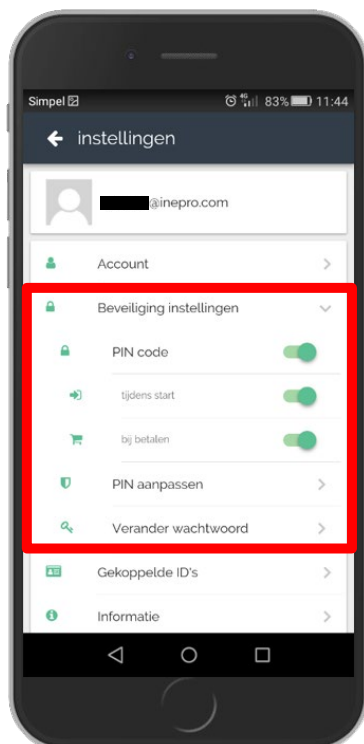 Simpel 4G 83% 11:44
instellingen
@inepro.com
Account
Beveiliging instellingen
PIN code
tijdens start
bij betalen
PIN aanpassen
Verander wachtwoord
Gekoppelde ID's
Informatie